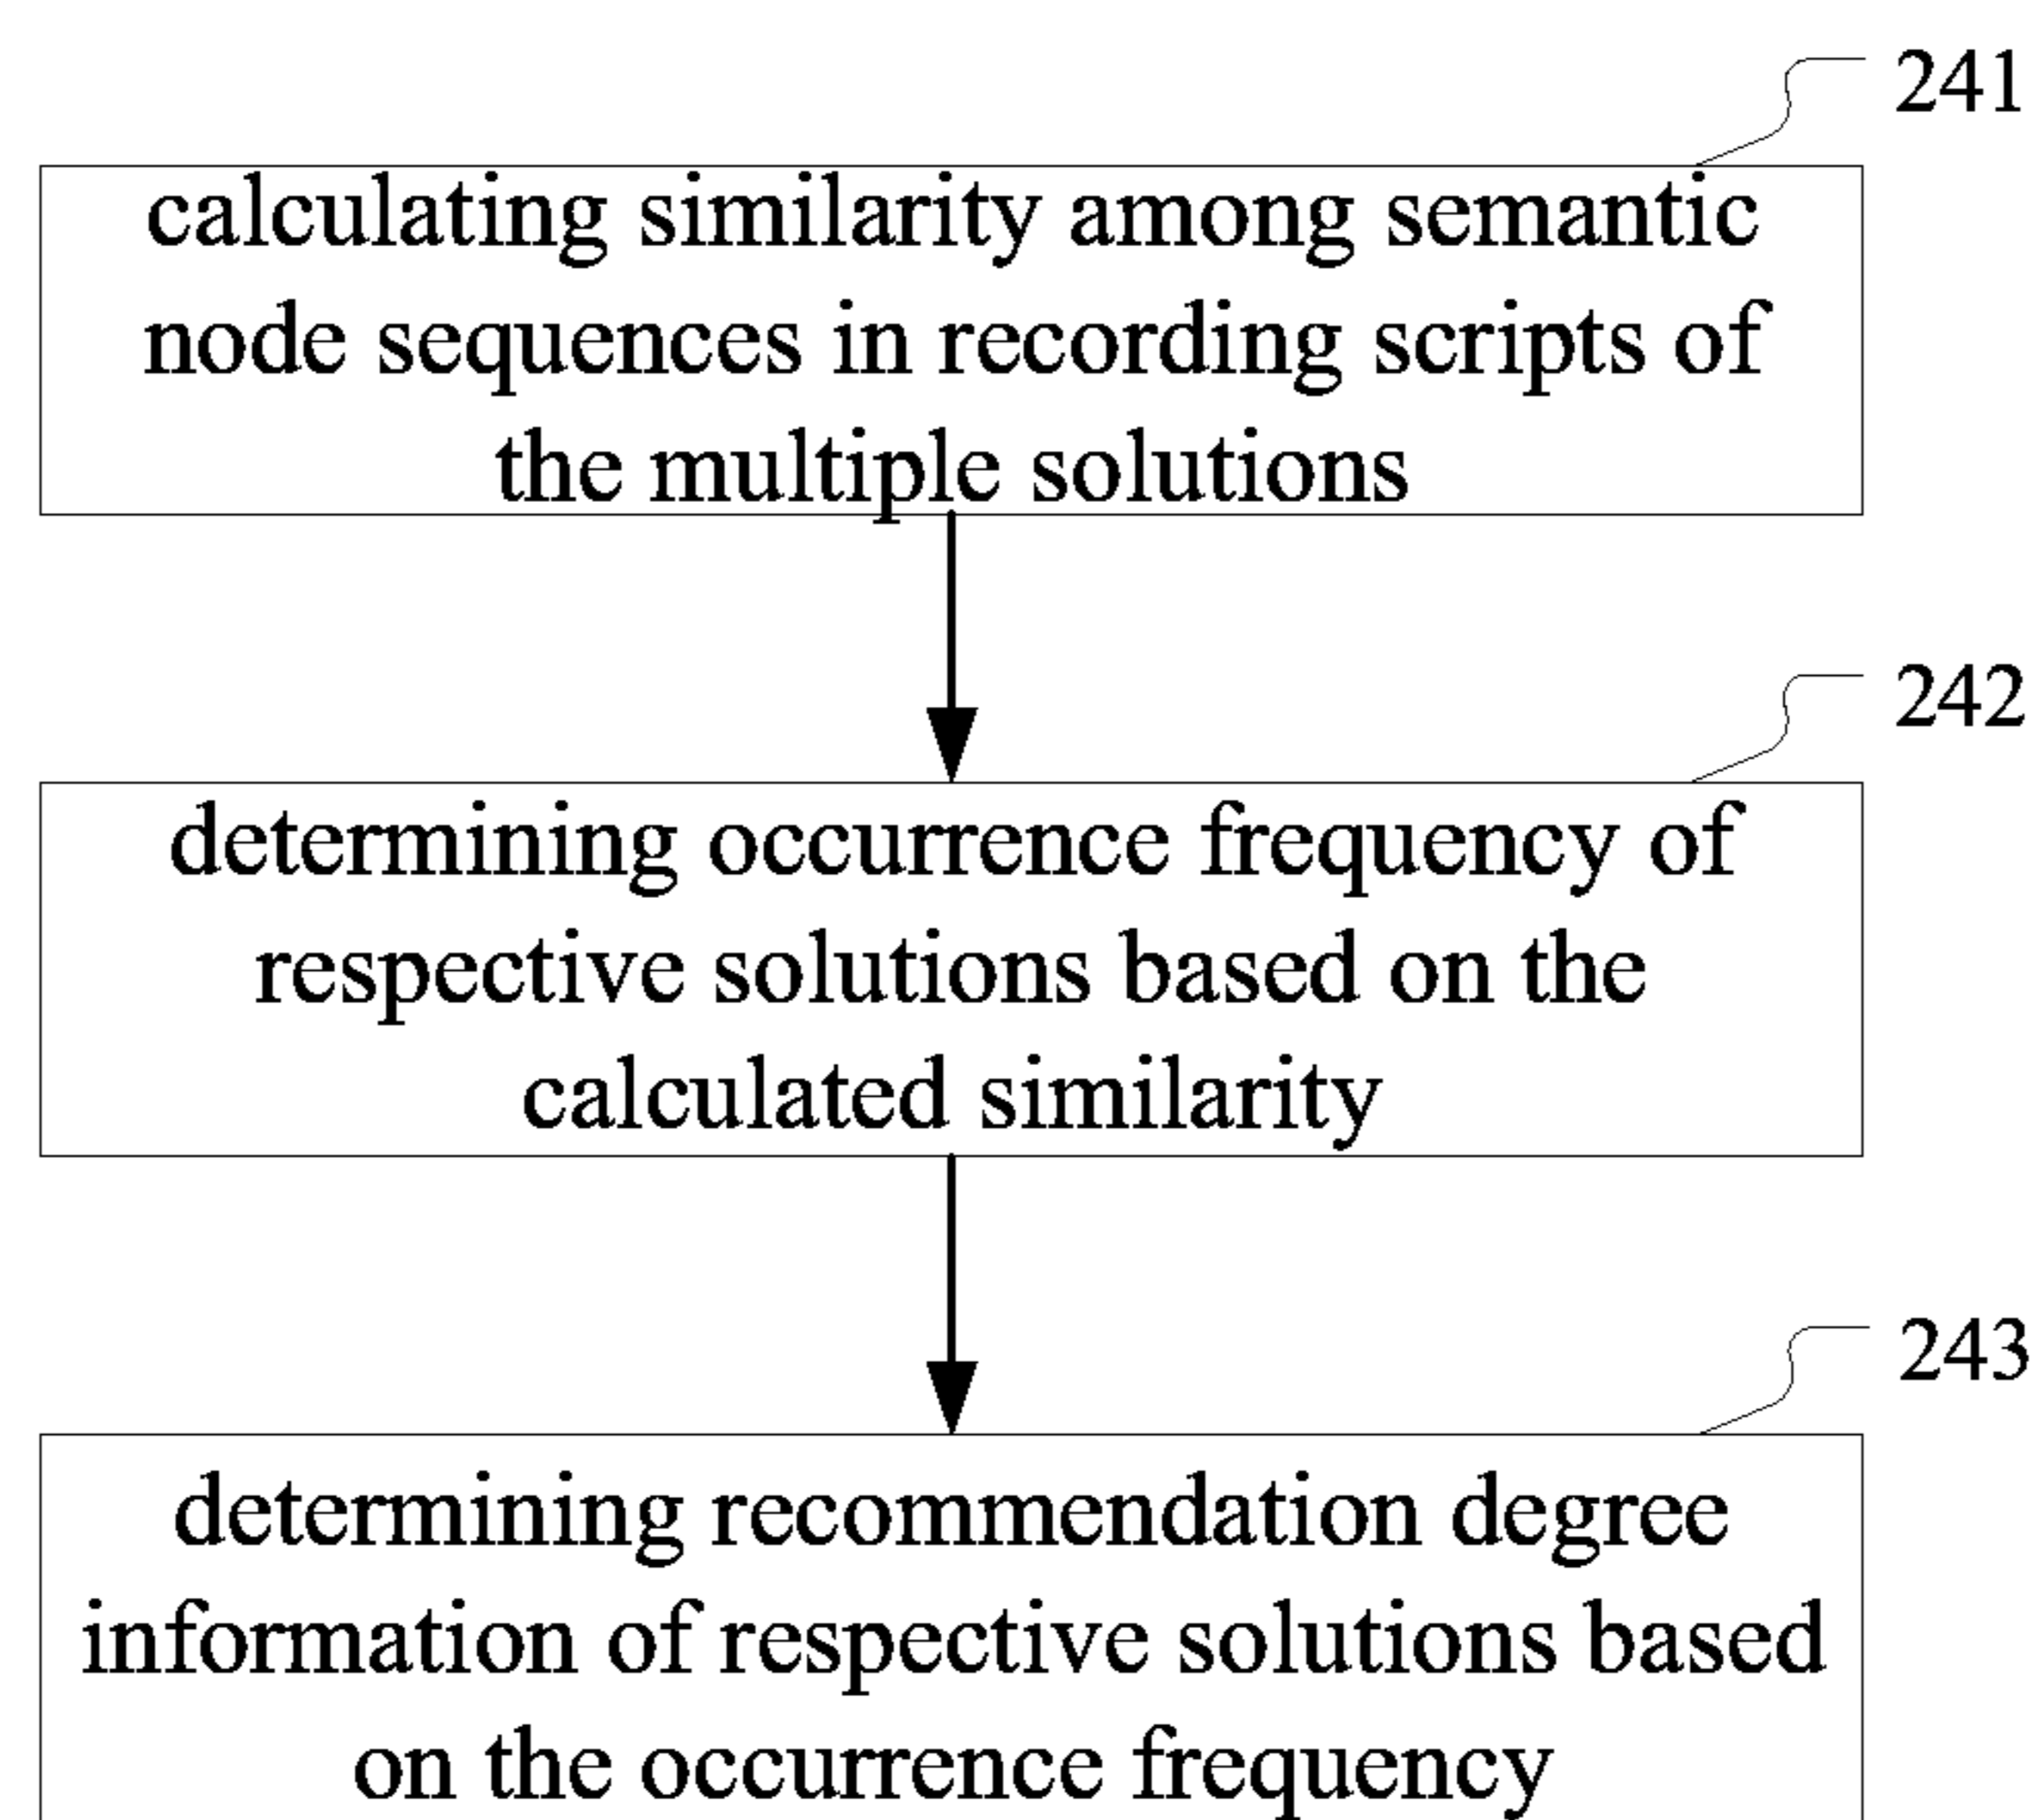 241
calculating similarity among semantic
node sequences in recording scripts of
the multiple solutions
242
determining occurrence frequency of
respective solutions based on the
calculated similarity
243
determining recommendation degree
information of respective solutions based
on the occurrence frequency